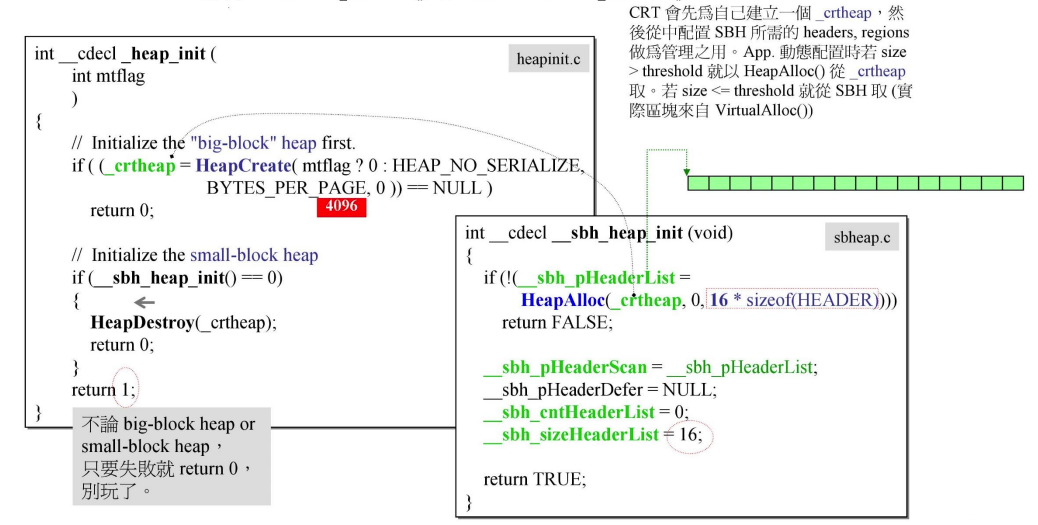 CRT 會先爲自己建立一個 _crtheap，然
後從中配置 SBH 所需的 headers, regions
做爲管理之用。App. 動態配置時若 size
> threshold 就以 HeapAlloc() 從 _crtheap
取。若 size <= threshold 就從 SBH 取 (實
際區塊來自 VirtualAlloc())
int __cdecl _heap_init (
heapinit.c
int mtflag
)
{
// Initialize the "big-block" heap first.
if ( (_crtheap = HeapCreate( mtflag ? 0 : HEAP_NO_SERIALIZE,
BYTES_PER_PAGE, 0 )) == NULL )
4096
return 0;
// Initialize the small-block heap
if (__sbh_heap_init() == 0)
{
HeapDestroy(_crtheap);
return 0;
}
return 1;
}
不論 big-block heap or
small-block heap，
只要失敗就 return 0，
別玩了。
int __cdecl __sbh_heap_init (void)
sbheap.c
{
if (!(__sbh_pHeaderList =
HeapAlloc(_crtheap, 0, 16 * sizeof(HEADER))))
return FALSE;
__sbh_pHeaderScan = __sbh_pHeaderList;
__sbh_pHeaderDefer = NULL;
__sbh_cntHeaderList = 0;
__sbh_sizeHeaderList = 16;
return TRUE;
}